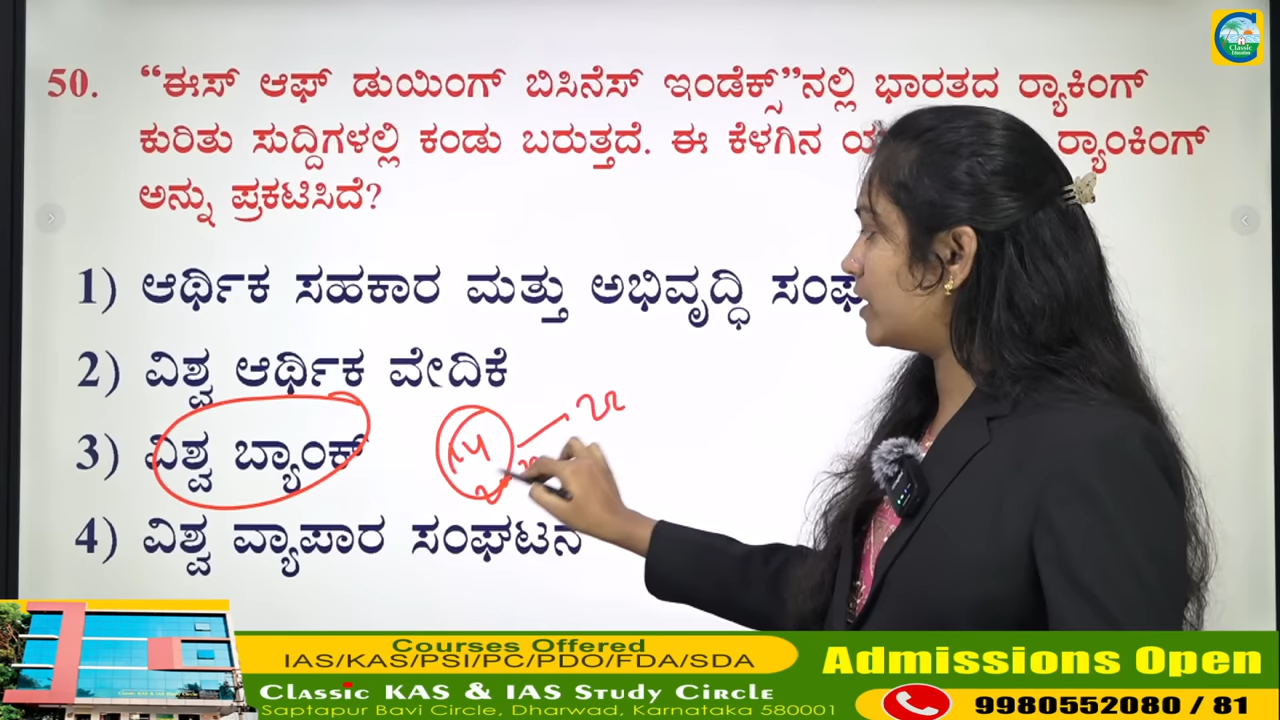 50. “ಈಸ್ ಆಫ್ ಡುಯಿಂಗ್ ಬಿಸಿನೆಸ್ ಇಂಡೆಕ್ಸ್”ನಲ್ಲಿ ಭಾರತದ ರ‍್ಯಾಕಿಂಗ್
ಕುರಿತು ಸುದ್ದಿಗಳಲ್ಲಿ ಕಂಡು ಬರುತ್ತದೆ. ಈ ಕೆಳಗಿನ ರ‍್ಯಾಂಕಿಂಗ್
ಅನ್ನು ಪ್ರಕಟಿಸಿದೆ?
1) ಆರ್ಥಿಕ ಸಹಕಾರ ಮತ್ತು ಅಭಿವೃದ್ಧಿ
2) ವಿಶ್ವ ಆರ್ಥಿಕ ವೇದಿಕೆ
3) ವಿಶ್ವ ಬ್ಯಾಂಕ್
4) ವಿಶ್ವ ವ್ಯಾಪಾರ ಸಂಘಟನೆ
Classic
Education
Courses Offered
IAS/KAS/PSI/PC/PDO/FDA/SDA
Classic KAS & IAS Study Circle
Saptapur Bavi Circle, Dharwad, Karnataka 580001
Admissions Open
9980552080 / 81